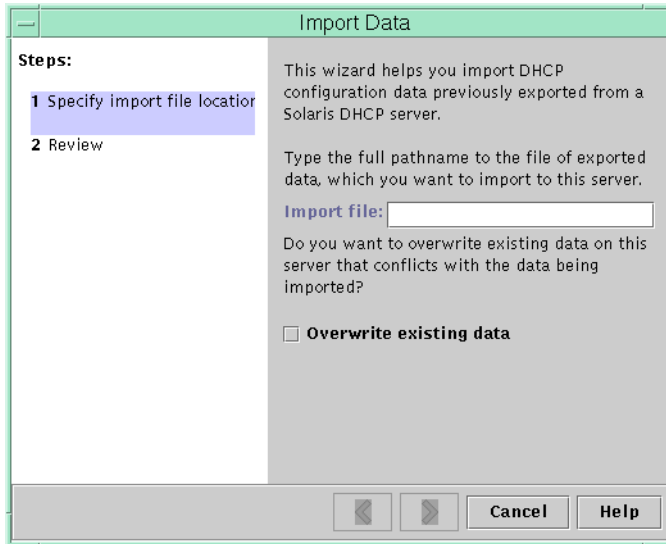 Import Data
Steps:
1 Specify import file location
2 Review
This wizard helps you import DHCP
configuration data previously exported from a
Solaris DHCP server.
Type the full pathname to the file of exported
data, which you want to import to this server.
Import file:
Do you want to overwrite existing data on this
server that conflicts with the data being
imported?
Overwrite existing data
Cancel
Help